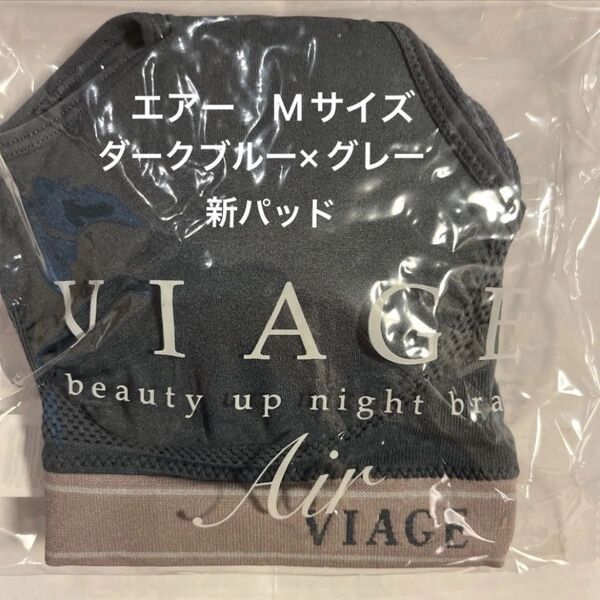 エアー　Mサイズ
ダークブルー×グレー
新パッド
VIAGE
beauty up night bra
Air
VIAGE